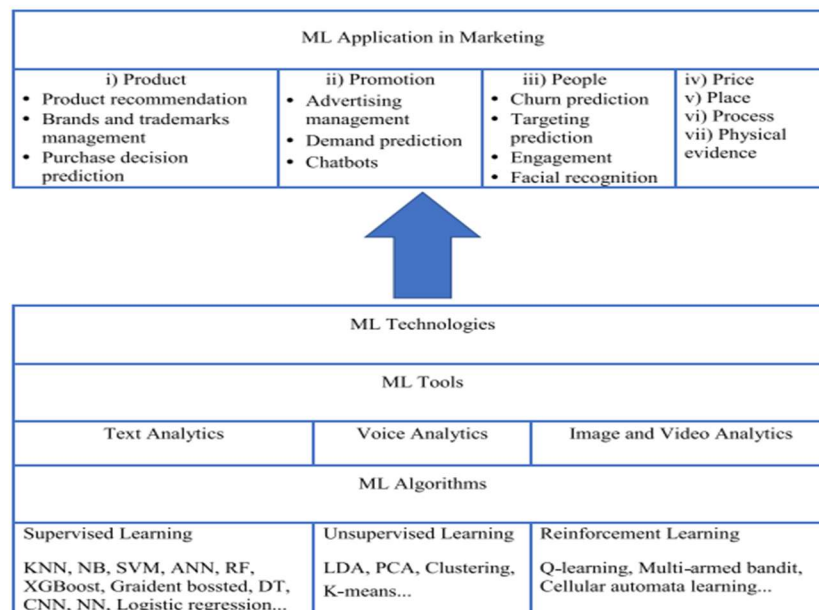 ML Application in Marketing
i) Product
• Product recommendation
• Brands and trademarks
management
• Purchase decision
prediction
ii) Promotion
• Advertising
management
• Demand prediction
• Chatbots
iii) People
• Churn prediction
• Targeting
prediction
• Engagement
• Facial recognition
iv) Price
v) Place
vi) Process
vii) Physical
evidence
ML Technologies
ML Tools
Text Analytics
Voice Analytics
Image and Video Analytics
ML Algorithms
Supervised Learning
KNN, NB, SVM, ANN, RF,
XGBoost, Graident bossted, DT,
CNN, NN, Logistic regression...
Unsupervised Learning
LDA, PCA, Clustering,
K-means...
Reinforcement Learning
Q-learning, Multi-armed bandit,
Cellular automata learning...